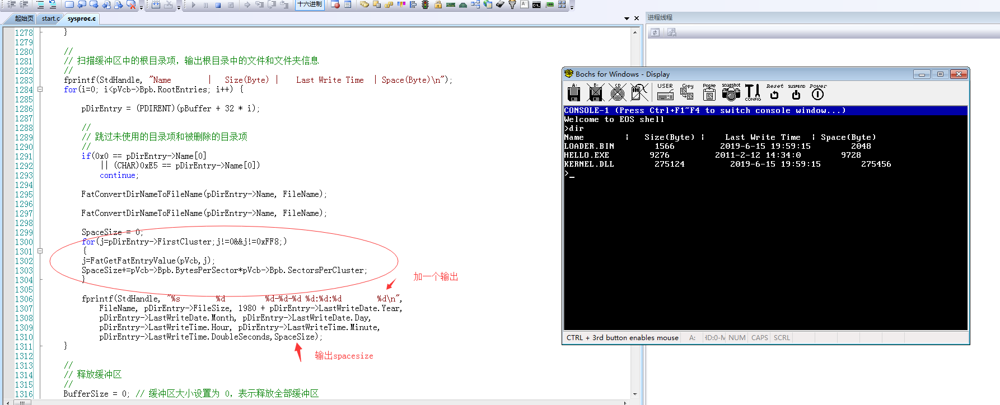 十六进制
起始页 start.c sysproc.c
进程线程
1278 }
1279
1280 //
1281 // 扫描缓冲区中的根目录项，输出根目录中的文件和文件夹信息
1282 //
1283 fprintf(StdHandle, "Name        |   Size(Byte) |    Last Write Time  | Space(Byte)\n");
1284 for(i=0; i<pVcb->Bpb.RootEntries; i++) {
1285
1286 pDirEntry = (PDIRENT)(pBuffer + 32 * i);
1287
1288 //
1289 // 跳过未使用的目录项和被删除的目录项
1290 //
1291 if(0x0 == pDirEntry->Name[0]
1292 || (CHAR)0xE5 == pDirEntry->Name[0])
1293 continue;
1294
1295 FatConvertDirNameToFileName(pDirEntry->Name, FileName);
1296
1297 FatConvertDirNameToFileName(pDirEntry->Name, FileName);
1298
1299 SpaceSize = 0;
1300 for(j=pDirEntry->FirstCluster;j!=0&&j!=0xFF8;)
1301 {
1302 j=FatGetFatEntryValue(pVcb,j);
1303 SpaceSize+=pVcb->Bpb.BytesPerSector*pVcb->Bpb.SectorsPerCluster;
1304 }
1305
加一个输出
1306 fprintf(StdHandle, "%s        %d         %d-%d-%d %d:%d:%d        %d\n",
1307 FileName, pDirEntry->FileSize, 1980 + pDirEntry->LastWriteDate.Year,
1308 pDirEntry->LastWriteDate.Month, pDirEntry->LastWriteDate.Day,
1309 pDirEntry->LastWriteTime.Hour, pDirEntry->LastWriteTime.Minute,
1310 pDirEntry->LastWriteTime.DoubleSeconds,SpaceSize);
1311 }
1312
输出spacesize
1313 //
1314 // 释放缓冲区
1315 //
1316 BufferSize = 0; // 缓冲区大小设置为 0，表示释放全部缓冲区
Bochs for Windows - Display
A: B: CD USER Copy Paste snapshot CONFIG Reset SUSPEND Power
CONSOLE-1 (Press Ctrl+F1~F4 to switch console window...)
Welcome to EOS shell
>dir
Name        |   Size(Byte) |    Last Write Time  | Space(Byte)
LOADER.BIN        1566         2019-6-15 19:59:15        2048
HELLO.EXE        9276         2011-2-12 14:34:0        9728
KERNEL.DLL        275124         2019-6-15 19:59:15        275456
>_
CTRL + 3rd button enables mouse A: NUM CAPS SCRL